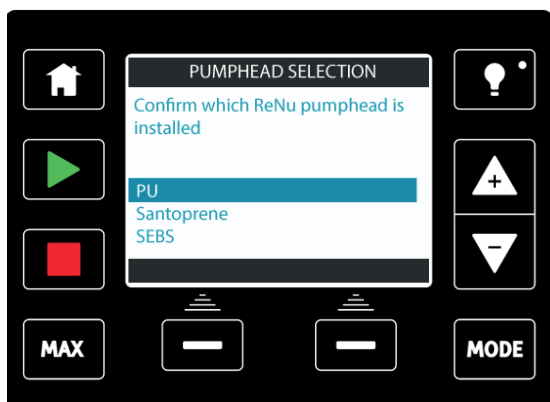 PUMPHEAD SELECTION
Confirm which ReNu pumphead is
installed
PU
Santoprene
SEBS
+
−
MAX
MODE